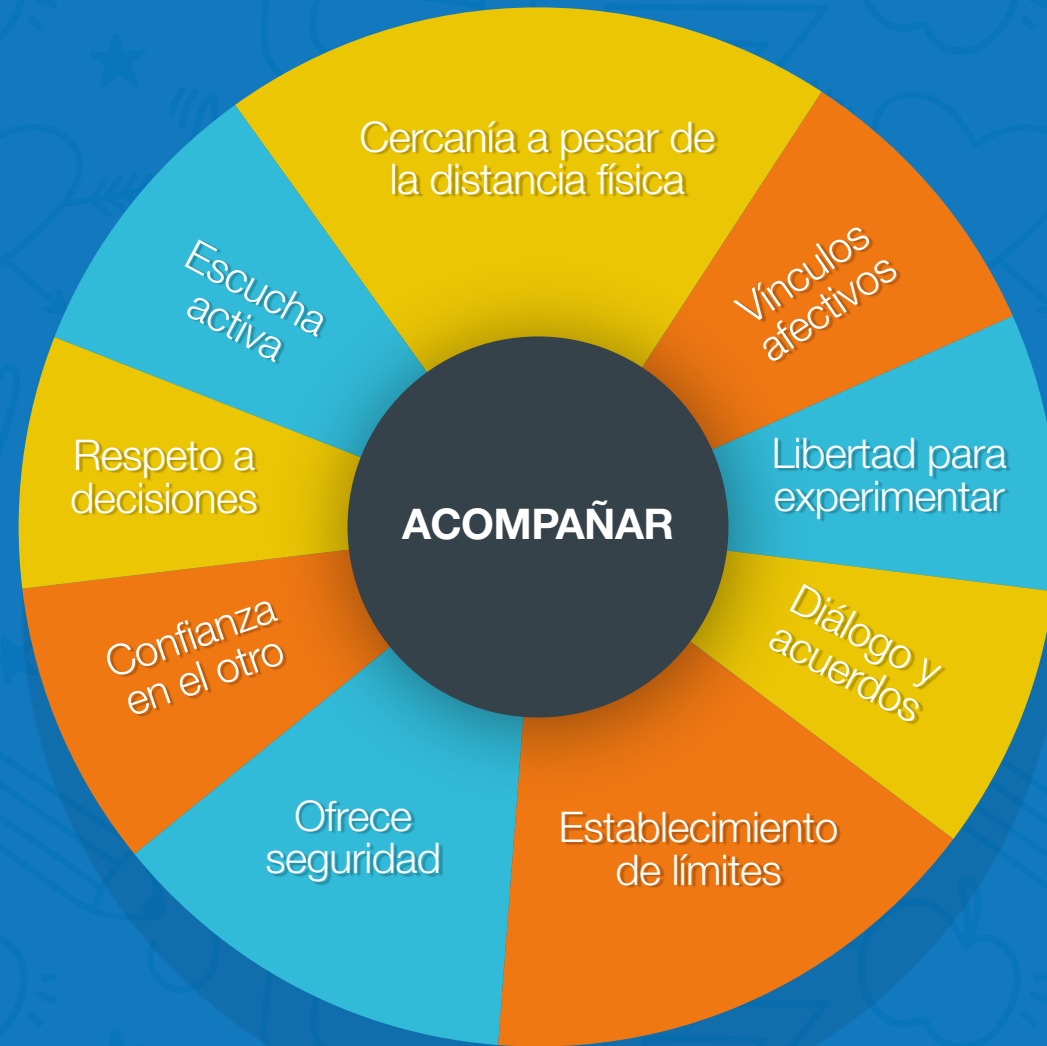 Cercanía a pesar de
la distancia física
Vínculos
afectivos
Libertad para
experimentar
Diálogo y
acuerdos
Establecimiento
de límites
Ofrece
seguridad
Confianza
en el otro
Respeto a
decisiones
Escucha
activa
ACOMPAÑAR